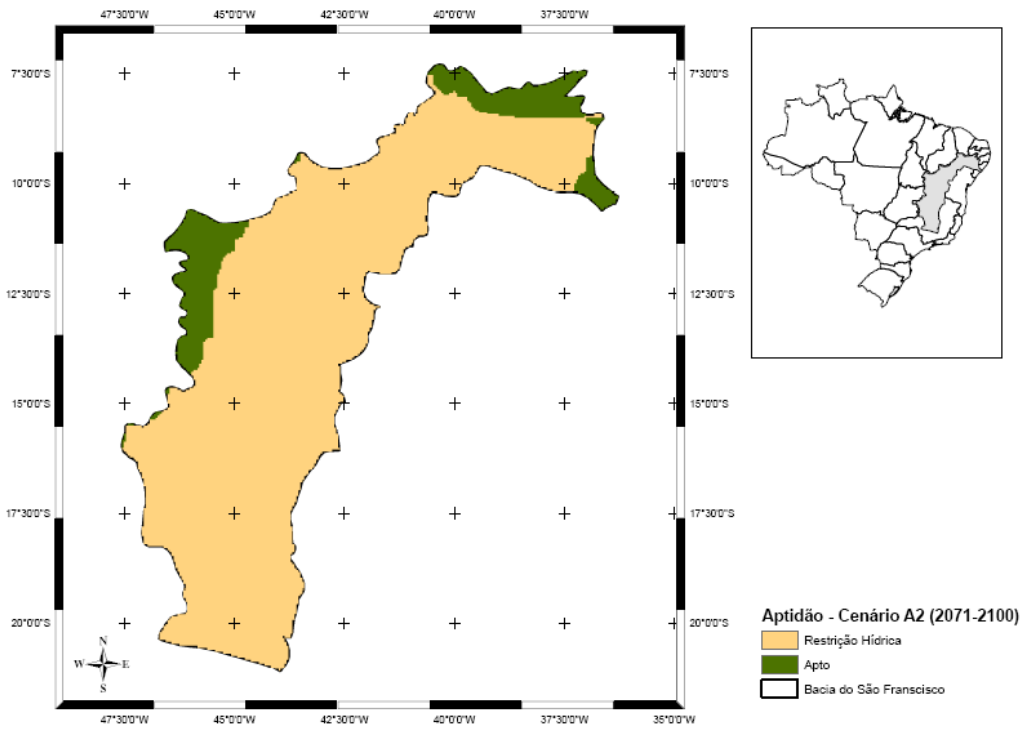 47°30'0"W 45°0'0"W 42°30'0"W 40°0'0"W 37°30'0"W
7°30'0"S 7°30'0"S
10°0'0"S 10°0'0"S
12°30'0"S 12°30'0"S
15°0'0"S 15°0'0"S
17°30'0"S 17°30'0"S
20°0'0"S 20°0'0"S
N
W E
S
47°30'0"W 45°0'0"W 42°30'0"W 40°0'0"W 37°30'0"W 35°0'0"W
Aptidão - Cenário A2 (2071-2100)
Restrição Hídrica
Apto
Bacia do São Franscisco